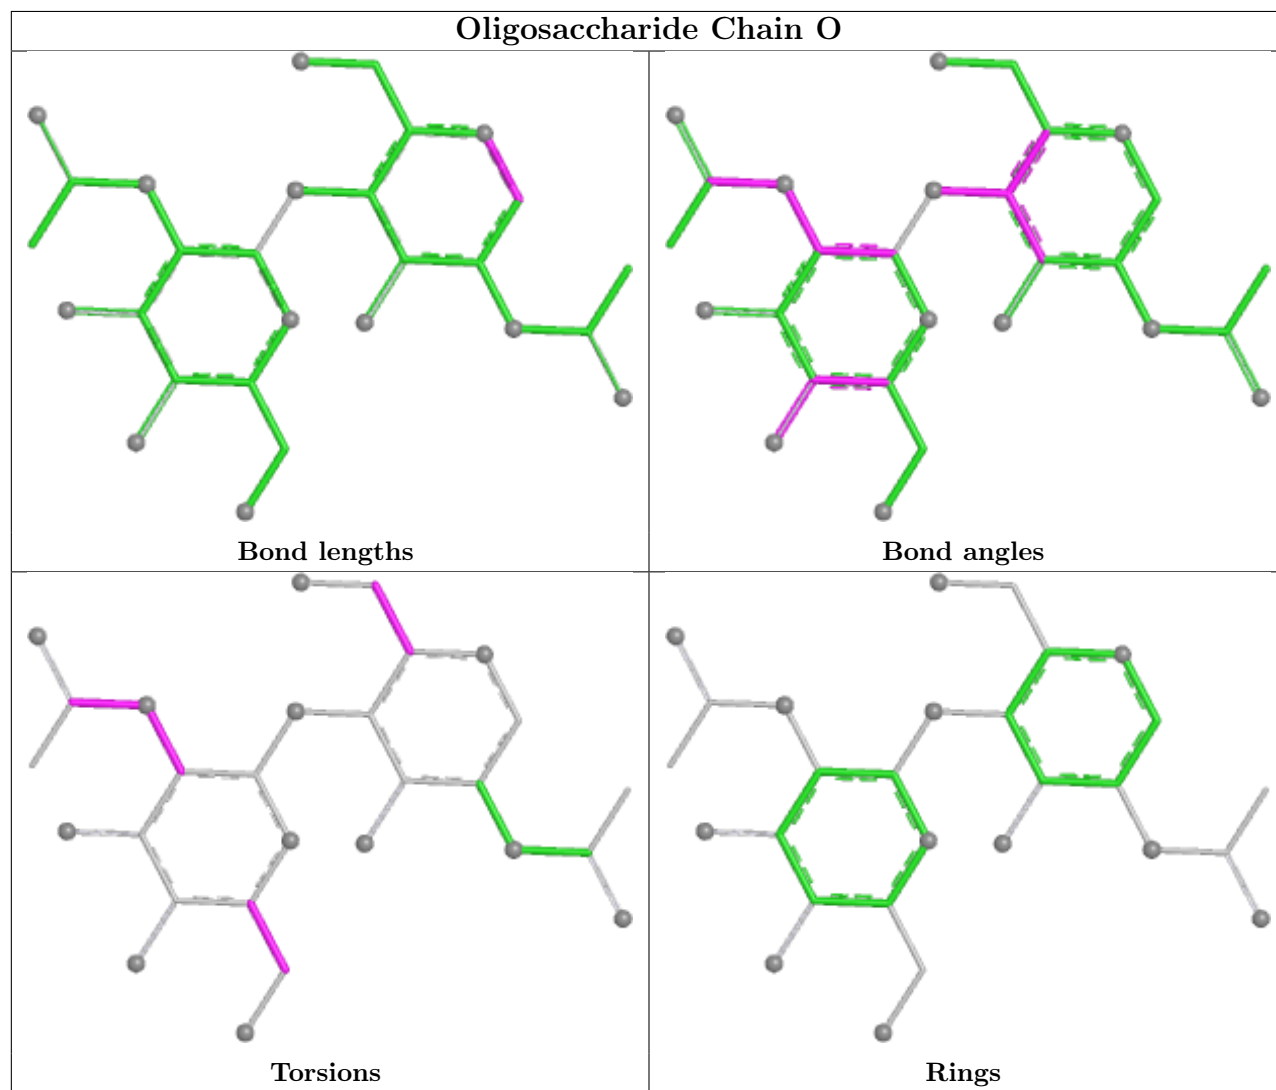 Oligosaccharide Chain O
Bond lengths
Bond angles
Torsions
Rings